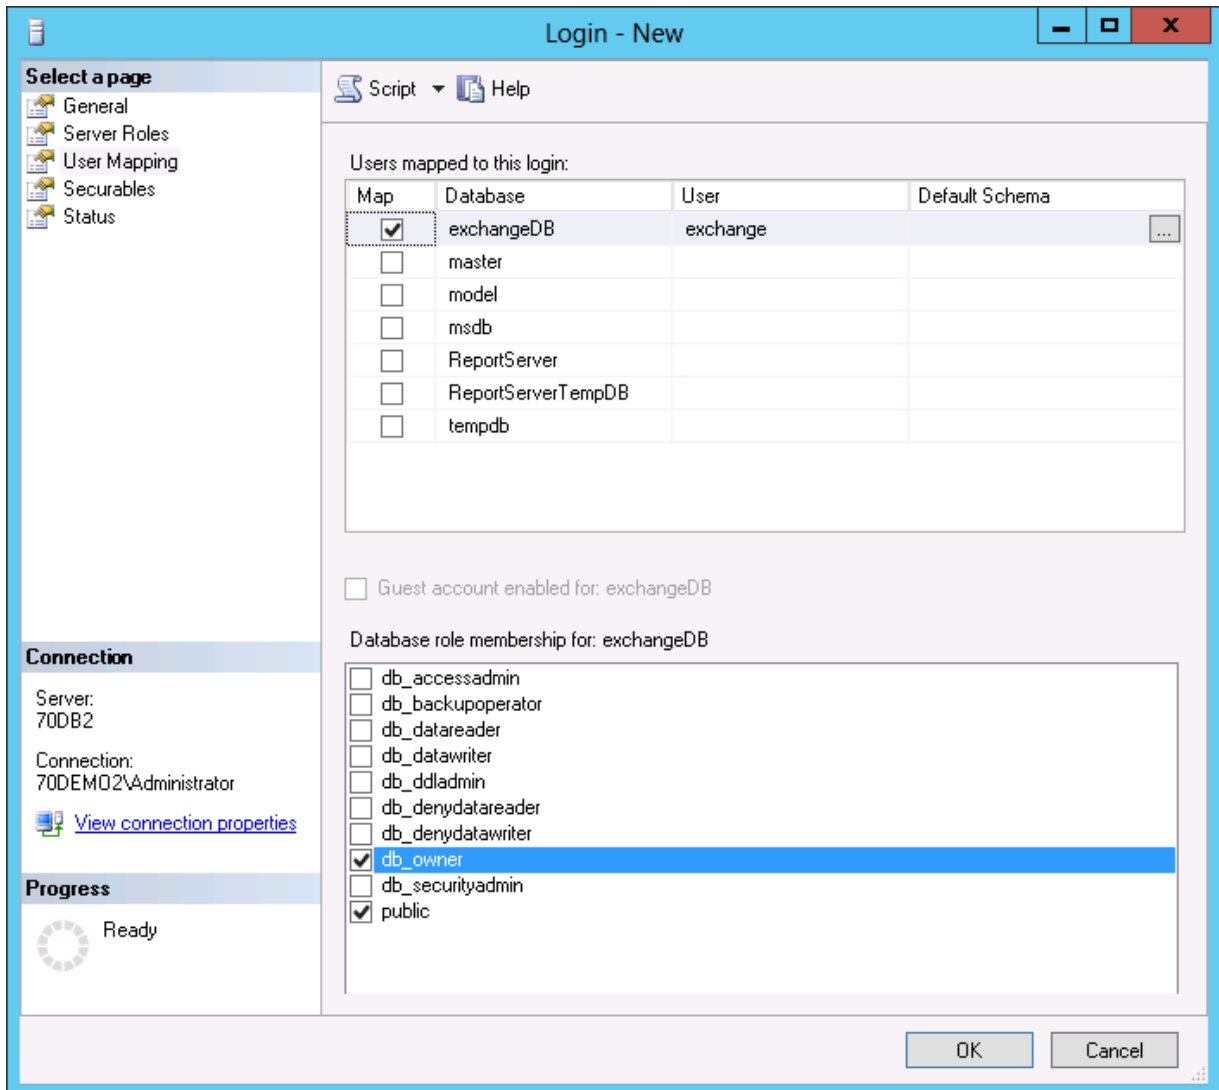 Login - New
Select a page
General
Server Roles
User Mapping
Securables
Status
Script Help
Users mapped to this login:
Map Database User Default Schema
exchangeDB exchange ...
master
model
msdb
ReportServer
ReportServerTempDB
tempdb
Guest account enabled for: exchangeDB
Database role membership for: exchangeDB
db_accessadmin
db_backupoperator
db_datareader
db_datawriter
db_ddladmin
db_denydatareader
db_denydatawriter
db_owner
db_securityadmin
public
Connection
Server:
70DB2
Connection:
70DEMO2\Administrator
View connection properties
Progress
Ready
OK Cancel